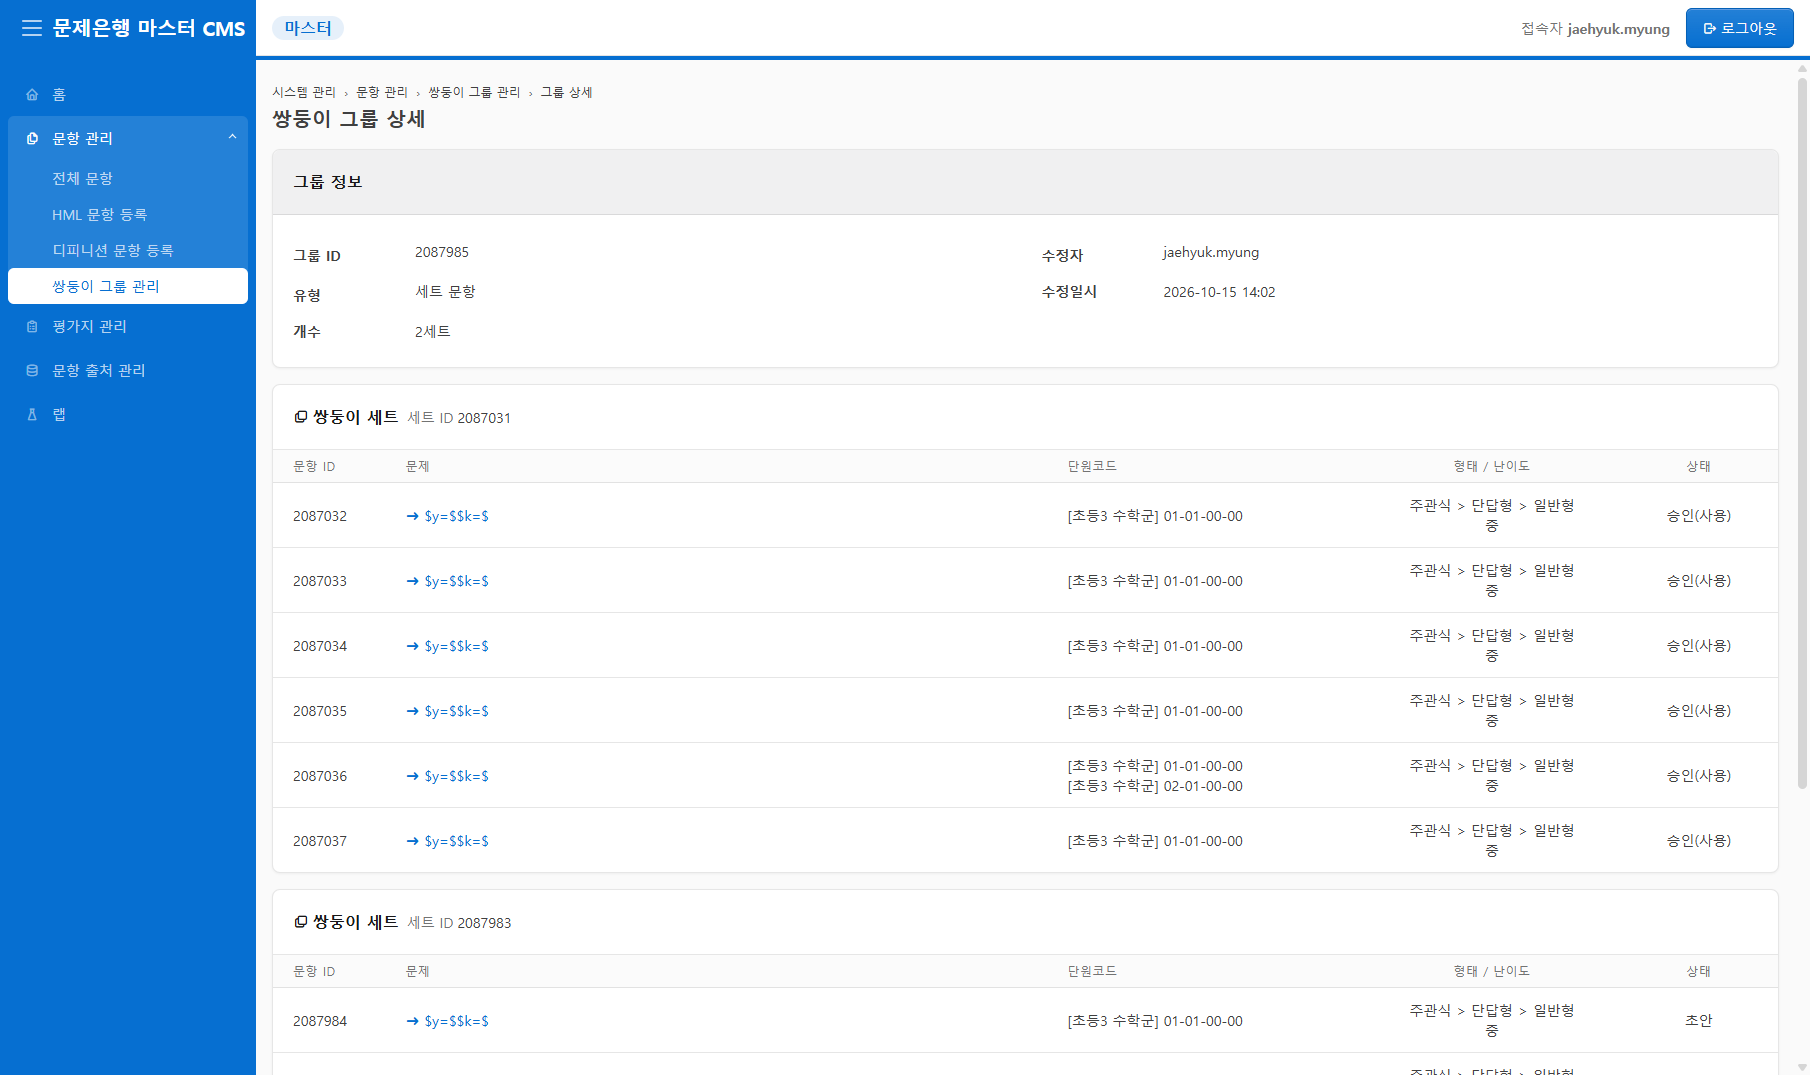 문제은행 마스터 CMS
마스터
접속자 jaehyuk.myung
로그아웃
홈
문항 관리
전체 문항
HML 문항 등록
디피니션 문항 등록
쌍둥이 그룹 관리
평가지 관리
문항 출처 관리
랩
시스템 관리 › 문항 관리 › 쌍둥이 그룹 관리 › 그룹 상세
쌍둥이 그룹 상세
그룹 정보
그룹 ID 2087985 수정자 jaehyuk.myung
유형 세트 문항 수정일시 2026-10-15 14:02
개수 2세트
쌍둥이 세트 세트 ID 2087031
문항 ID 문제 단원코드 형태 / 난이도 상태
2087032 → $y=$$k=$ [초등3 수학군] 01-01-00-00 주관식 > 단답형 > 일반형 승인(사용)
중
2087033 → $y=$$k=$ [초등3 수학군] 01-01-00-00 주관식 > 단답형 > 일반형 승인(사용)
중
2087034 → $y=$$k=$ [초등3 수학군] 01-01-00-00 주관식 > 단답형 > 일반형 승인(사용)
중
2087035 → $y=$$k=$ [초등3 수학군] 01-01-00-00 주관식 > 단답형 > 일반형 승인(사용)
중
2087036 → $y=$$k=$ [초등3 수학군] 01-01-00-00 주관식 > 단답형 > 일반형 승인(사용)
[초등3 수학군] 02-01-00-00 중
2087037 → $y=$$k=$ [초등3 수학군] 01-01-00-00 주관식 > 단답형 > 일반형 승인(사용)
중
쌍둥이 세트 세트 ID 2087983
문항 ID 문제 단원코드 형태 / 난이도 상태
2087984 → $y=$$k=$ [초등3 수학군] 01-01-00-00 주관식 > 단답형 > 일반형 초안
중
주관식 > 단답형 > 일반형